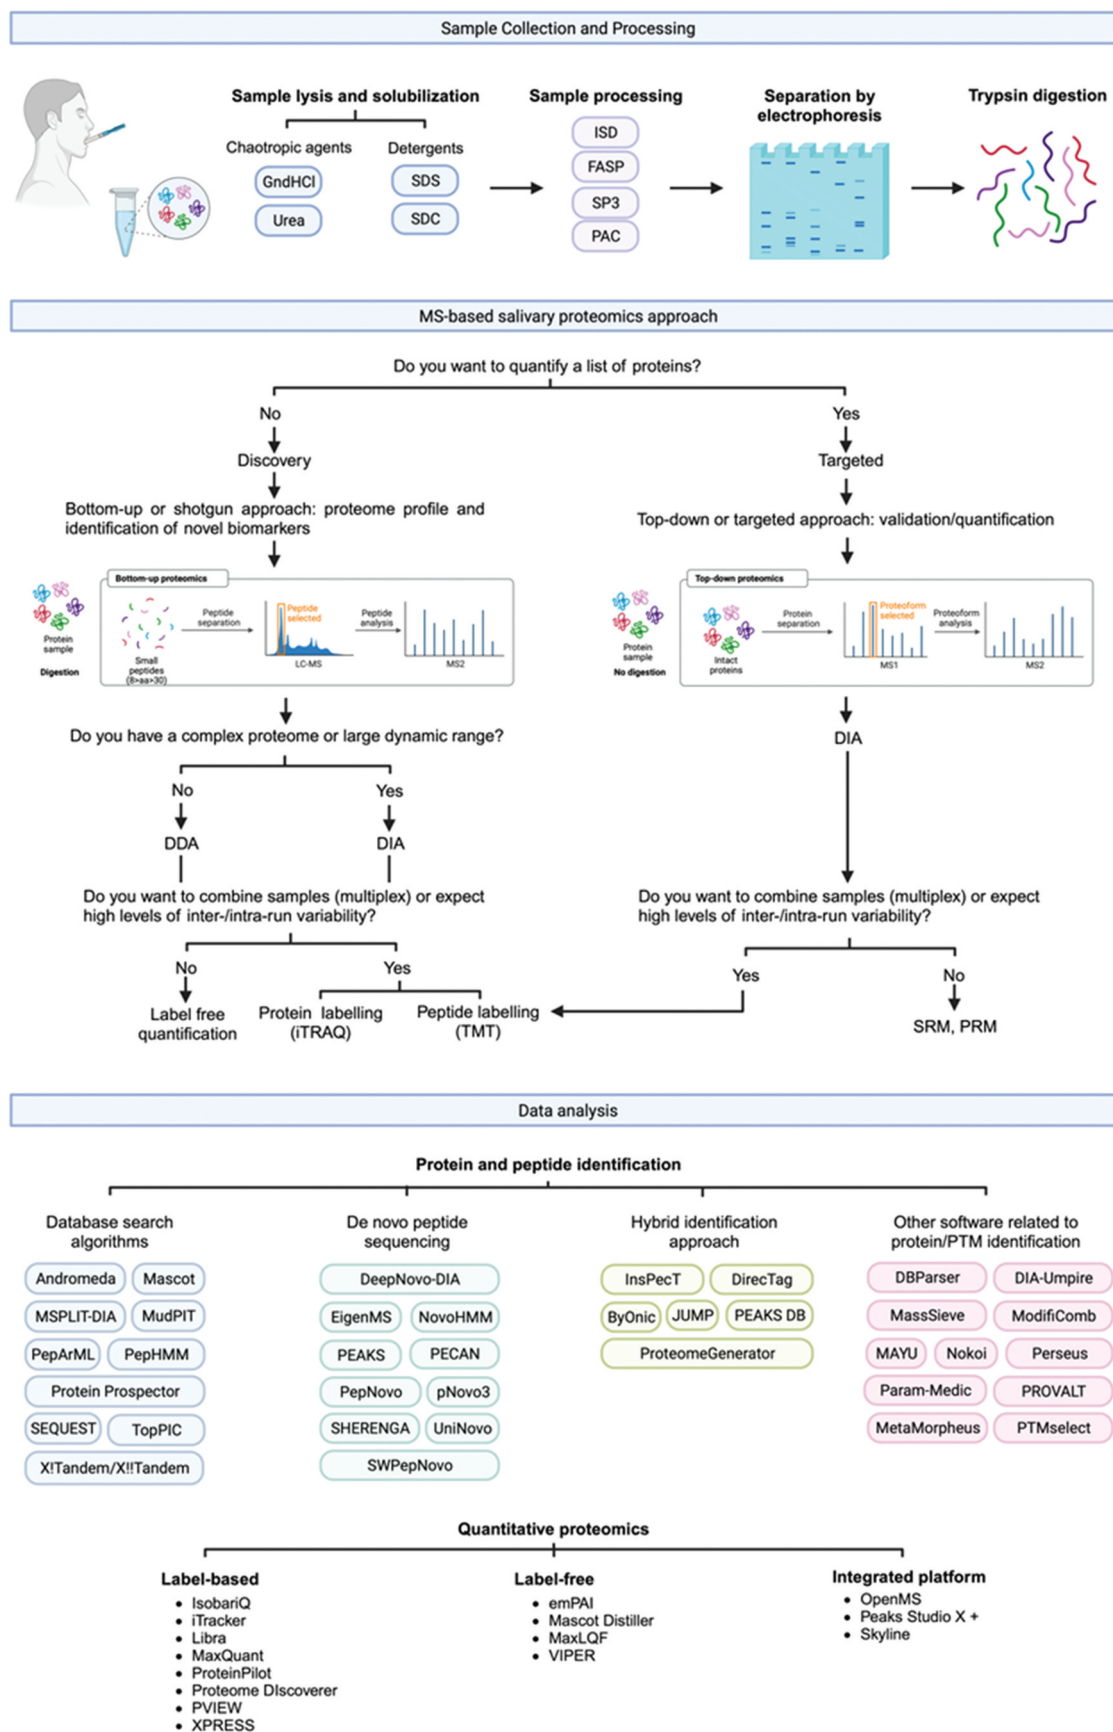 Sample Collection and Processing
Sample lysis and solubilization
Chaotropic agents
Detergents
GndHCl
SDS
Urea
SDC
Sample processing
ISD
FASP
SP3
PAC
Separation by
electrophoresis
Trypsin digestion
MS-based salivary proteomics approach
Do you want to quantify a list of proteins?
No
Yes
Discovery
Targeted
Bottom-up or shotgun approach: proteome profile and
identification of novel biomarkers
Top-down or targeted approach: validation/quantification
Bottom-up proteomics
Protein
sample
Digestion
Small
peptides
(8>aa>30)
Peptide
separation
Peptide
selected
LC-MS
Peptide
analysis
MS2
Top-down proteomics
Protein
sample
No digestion
Intact
proteins
Protein
separation
Proteoform
selected
MS1
Proteoform
analysis
MS2
Do you have a complex proteome or large dynamic range?
DIA
No
Yes
DDA
DIA
Do you want to combine samples (multiplex) or expect
high levels of inter-/intra-run variability?
Do you want to combine samples (multiplex) or expect
high levels of inter-/intra-run variability?
No
Yes
Yes
No
Label free
quantification
Protein labelling
(iTRAQ)
Peptide labelling
(TMT)
SRM, PRM
Data analysis
Protein and peptide identification
Database search
algorithms
Andromeda
Mascot
MSPLIT-DIA
MudPIT
PepArML
PepHMM
Protein Prospector
SEQUEST
TopPIC
X!Tandem/X!!Tandem
De novo peptide
sequencing
DeepNovo-DIA
EigenMS
NovoHMM
PEAKS
PECAN
PepNovo
pNovo3
SHERENGA
UniNovo
SWPepNovo
Hybrid identification
approach
InsPecT
DirecTag
ByOnic
JUMP
PEAKS DB
ProteomeGenerator
Other software related to
protein/PTM identification
DBParser
DIA-Umpire
MassSieve
ModifiComb
MAYU
Nokoi
Perseus
Param-Medic
PROVALT
MetaMorpheus
PTMselect
Quantitative proteomics
Label-based
• IsobariQ
• iTracker
• Libra
• MaxQuant
• ProteinPilot
• Proteome DIscoverer
• PVIEW
• XPRESS
Label-free
• emPAI
• Mascot Distiller
• MaxLQF
• VIPER
Integrated platform
• OpenMS
• Peaks Studio X +
• Skyline